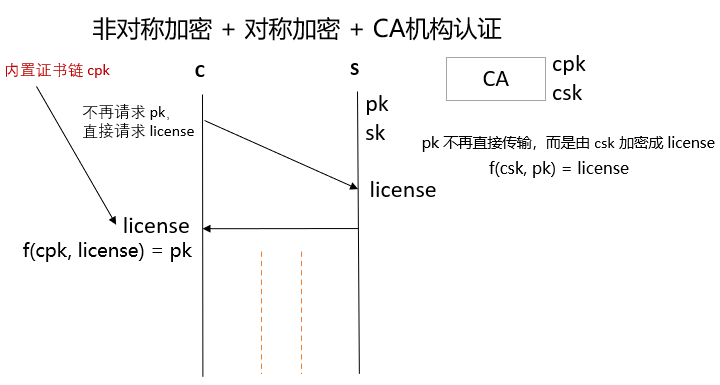 非对称加密 + 对称加密 + CA机构认证
内置证书链 cpk
C
S
CA
cpk
csk
不再请求 pk,
直接请求 license
pk
sk
pk 不再直接传输，而是由 csk 加密成 license
f(csk, pk) = license
license
license
f(cpk, license) = pk